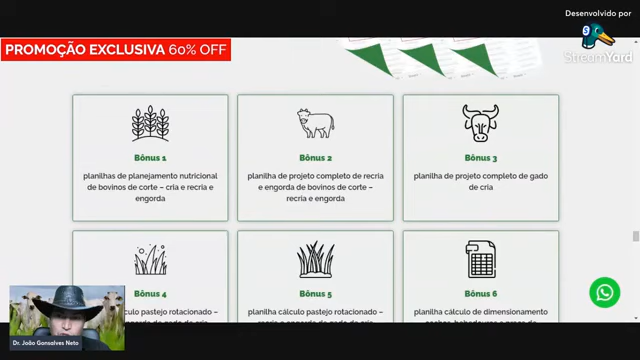 Desenvolvido por
StreamYard
PROMOÇÃO EXCLUSIVA 60% OFF
Bônus 1
planilhas de planejamento nutricional
de bovinos de corte – cria e recria e
engorda
Bônus 2
planilha de projeto completo de recria
e engorda de bovinos de corte –
recria e engorda
Bônus 3
planilha de projeto completo de gado
de cria
Bônus 4
cálculo pastejo rotacionado –
Bônus 5
planilha cálculo pastejo rotacionado –
Bônus 6
planilha cálculo de dimensionamento
Dr. João Gonsalves Neto